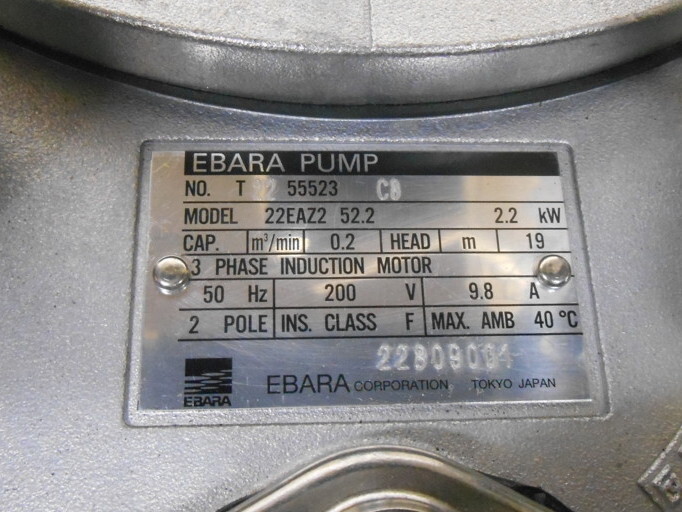 EBARA PUMP
NO. T 22 55523 C8
MODEL 22EAZ2 52.2 2.2 kW
CAP. m³/min 0.2 HEAD m 19
3 PHASE INDUCTION MOTOR
50 Hz 200 V 9.8 A
2 POLE INS. CLASS F MAX. AMB 40 °C
EBARA
EBARA CORPORATION TOKYO JAPAN